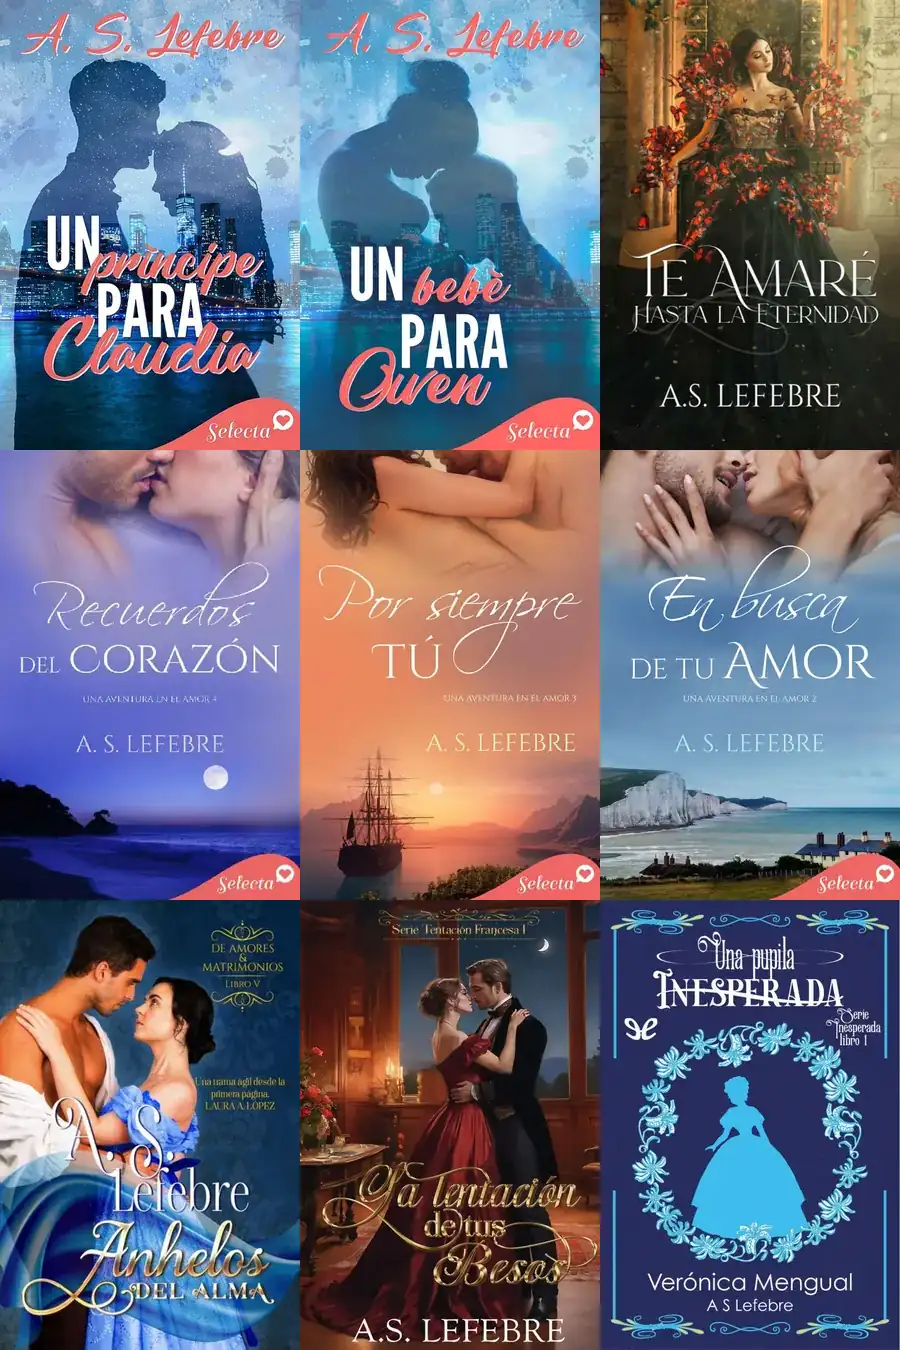 A. S. Lefebre
UN
príncipe
PARA
Claudia
Selecta
A. S. Lefebre
UN bebè
PARA
Owen
Selecta
TE AMARÉ
HASTA LA ETERNIDAD
A.S. LEFEBRE
Recuerdos
DEL CORAZÓN
UNA AVENTURA EN EL AMOR 4
A. S. LEFEBRE
Selecta
Por siempre
TÚ
UNA AVENTURA EN EL AMOR 3
A. S. LEFEBRE
Selecta
En busca
DE TU AMOR
UNA AVENTURA EN EL AMOR 2
A. S. LEFEBRE
Selecta
DE AMORES
&
MATRIMONIOS
LIBRO V
Una trama ágil desde la
primera página.
LAURA A. LÓPEZ
A. S.
Lefebre
Anhelos
DEL ALMA
Serie Tentación Francesa I
La tentación
de tus
Besos
A.S. LEFEBRE
Una pupila
INESPERADA
Serie
Inesperada
libro 1
Verónica Mengual
A S Lefebre